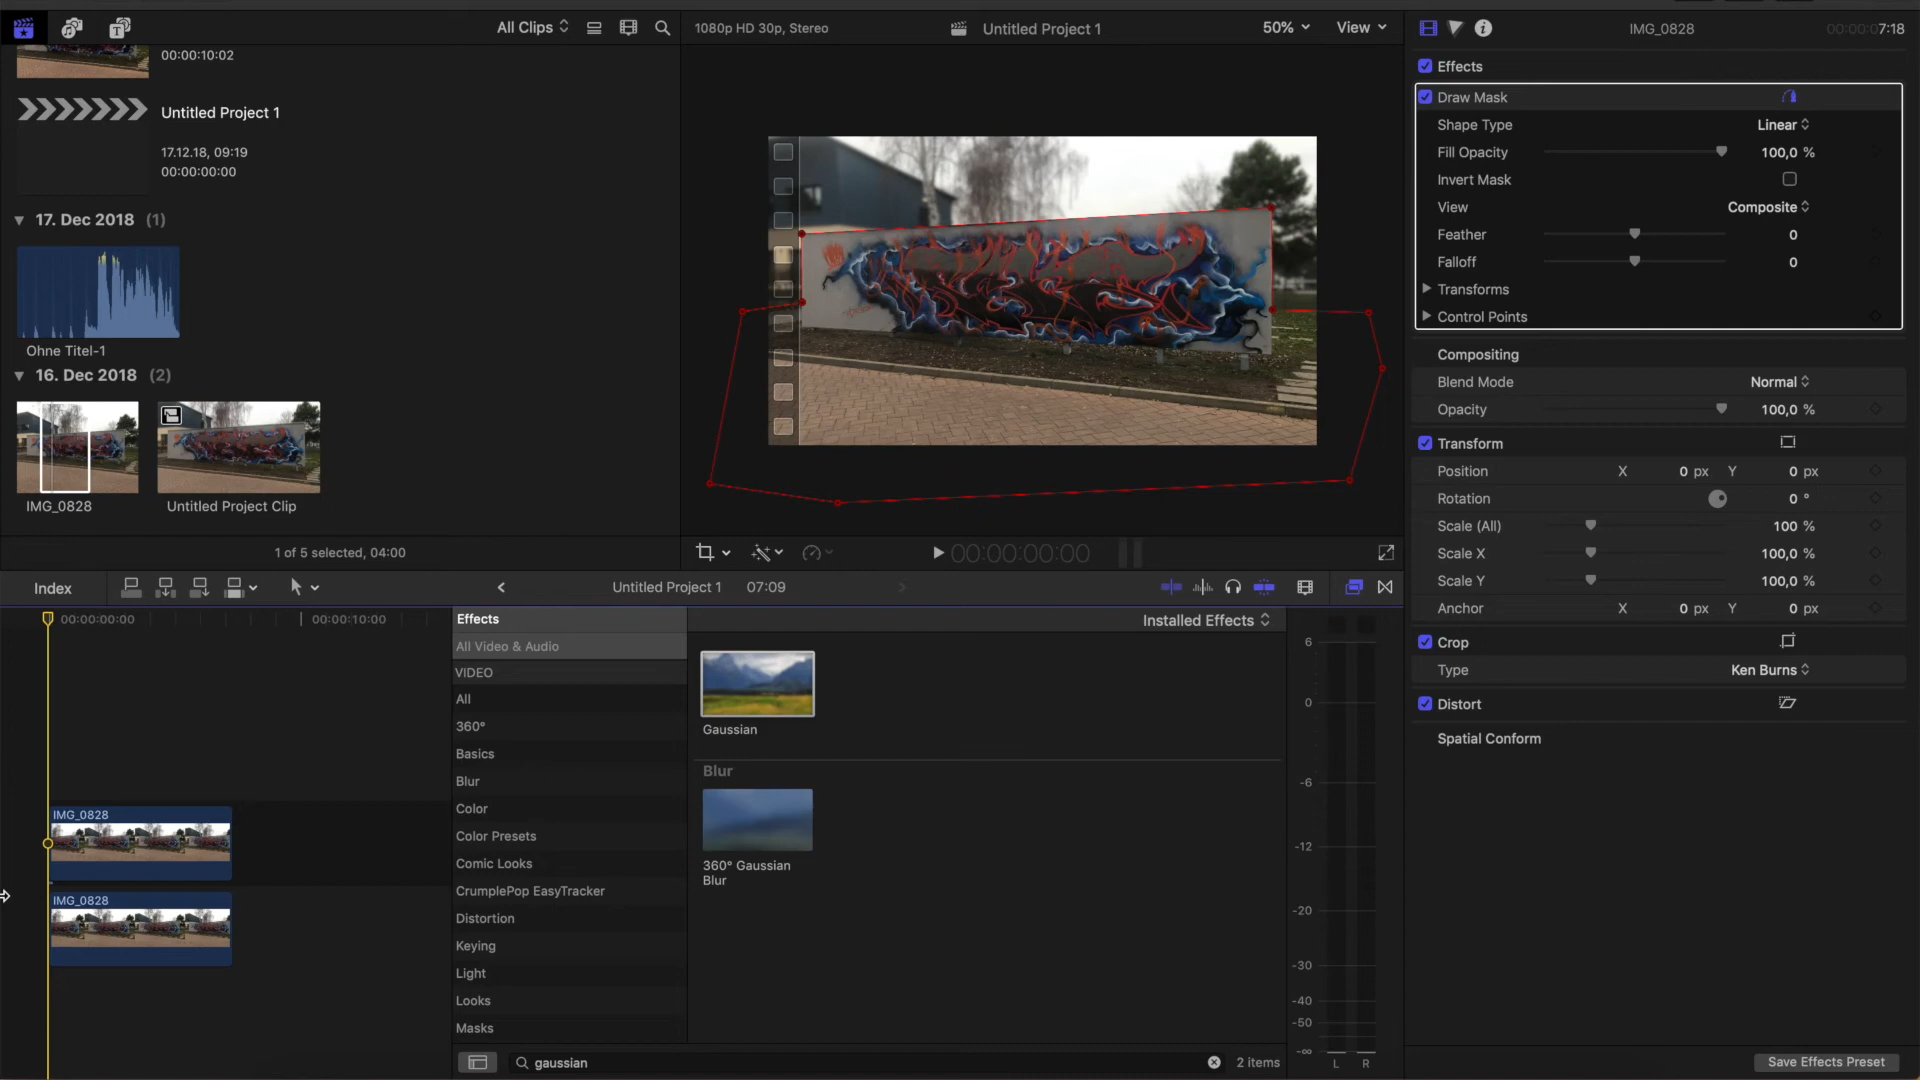 All Clips
1080p HD 30p, Stereo
Untitled Project 1
50%
View
IMG_0828
00:00:07:18
00:00:10:02
Untitled Project 1
17.12.18, 09:19
00:00:00:00
17. Dec 2018 (1)
Ohne Titel-1
16. Dec 2018 (2)
IMG_0828
Untitled Project Clip
1 of 5 selected, 04:00
00:00:00:00
Effects
Draw Mask
Shape Type Linear
Fill Opacity 100,0 %
Invert Mask
View Composite
Feather 0
Falloff 0
Transforms
Control Points
Compositing
Blend Mode Normal
Opacity 100,0 %
Transform
Position X 0 px Y 0 px
Rotation 0 °
Scale (All) 100 %
Scale X 100,0 %
Scale Y 100,0 %
Anchor X 0 px Y 0 px
Crop
Type Ken Burns
Distort
Spatial Conform
Save Effects Preset
Index
Untitled Project 1 07:09
00:00:00:00
00:00:10:00
IMG_0828
IMG_0828
Effects
Installed Effects
All Video & Audio
VIDEO
All
360°
Basics
Blur
Color
Color Presets
Comic Looks
CrumplePop EasyTracker
Distortion
Keying
Light
Looks
Masks
Gaussian
Blur
360° Gaussian
Blur
gaussian
2 items
6
0
-6
-12
-20
-30
-40
-50
-∞
L R